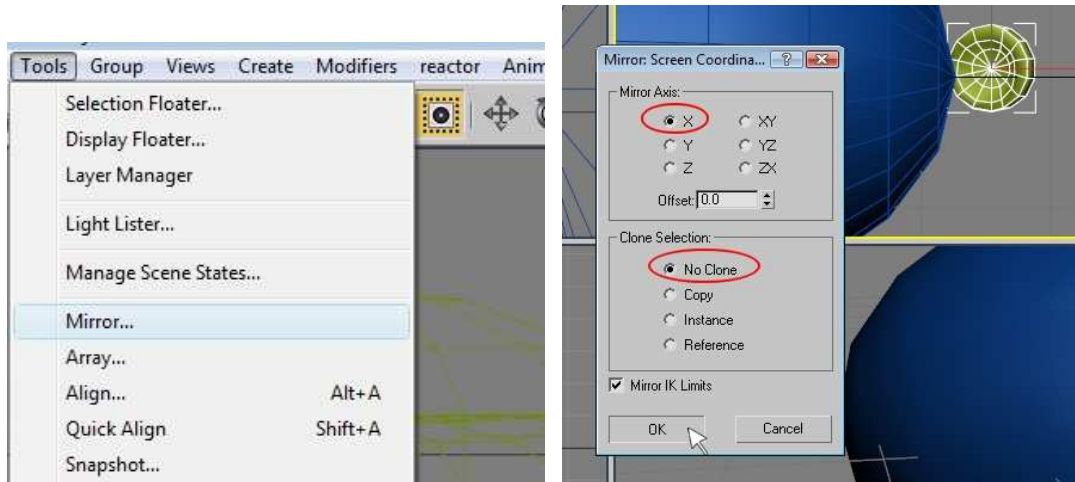 Tools Group Views Create Modifiers reactor Anim
Selection Floater...
Display Floater...
Layer Manager
Light Lister...
Manage Scene States...
Mirror...
Array...
Align... Alt+A
Quick Align Shift+A
Snapshot...
Mirror: Screen Coordina...
Mirror Axis:
X XY
Y YZ
Z ZX
Offset: 0.0
Clone Selection:
No Clone
Copy
Instance
Reference
Mirror IK Limits
OK Cancel